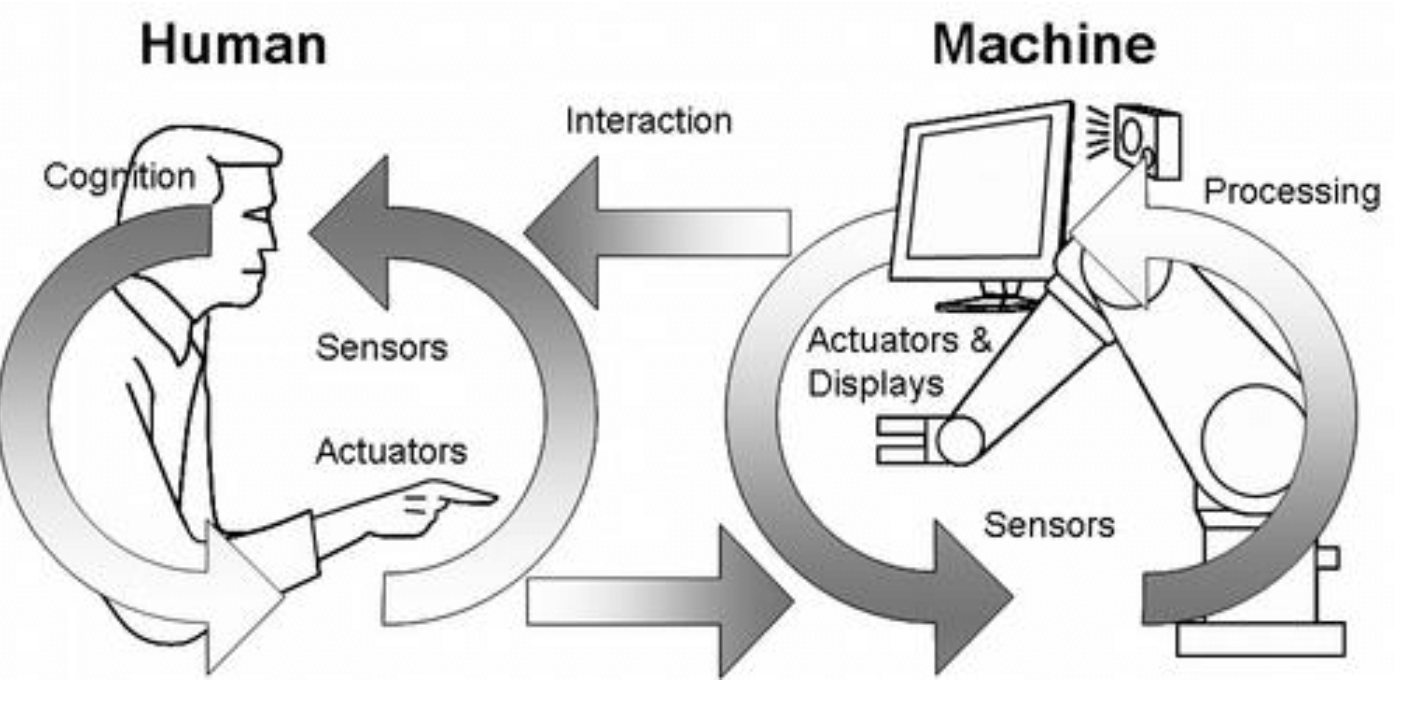 Human
Machine
Interaction
Cognition
Processing
Sensors
Actuators &
Displays
Actuators
Sensors